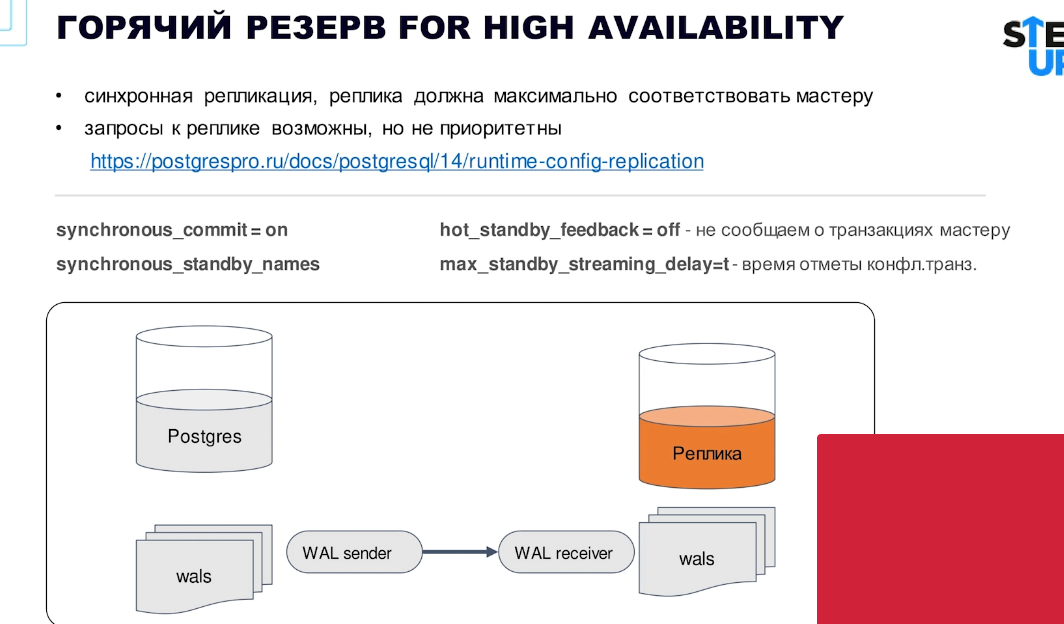 ГОРЯЧИЙ РЕЗЕРВ FOR HIGH AVAILABILITY
• синхронная репликация, реплика должна максимально соответствовать мастеру
• запросы к реплике возможны, но не приоритетны
https://postgrespro.ru/docs/postgresql/14/runtime-config-replication
synchronous_commit = on
synchronous_standby_names
hot_standby_feedback = off - не сообщаем о транзакциях мастеру
max_standby_streaming_delay=t - время отметы конфл.транз.
Postgres
Реплика
WAL sender
WAL receiver
wals
wals